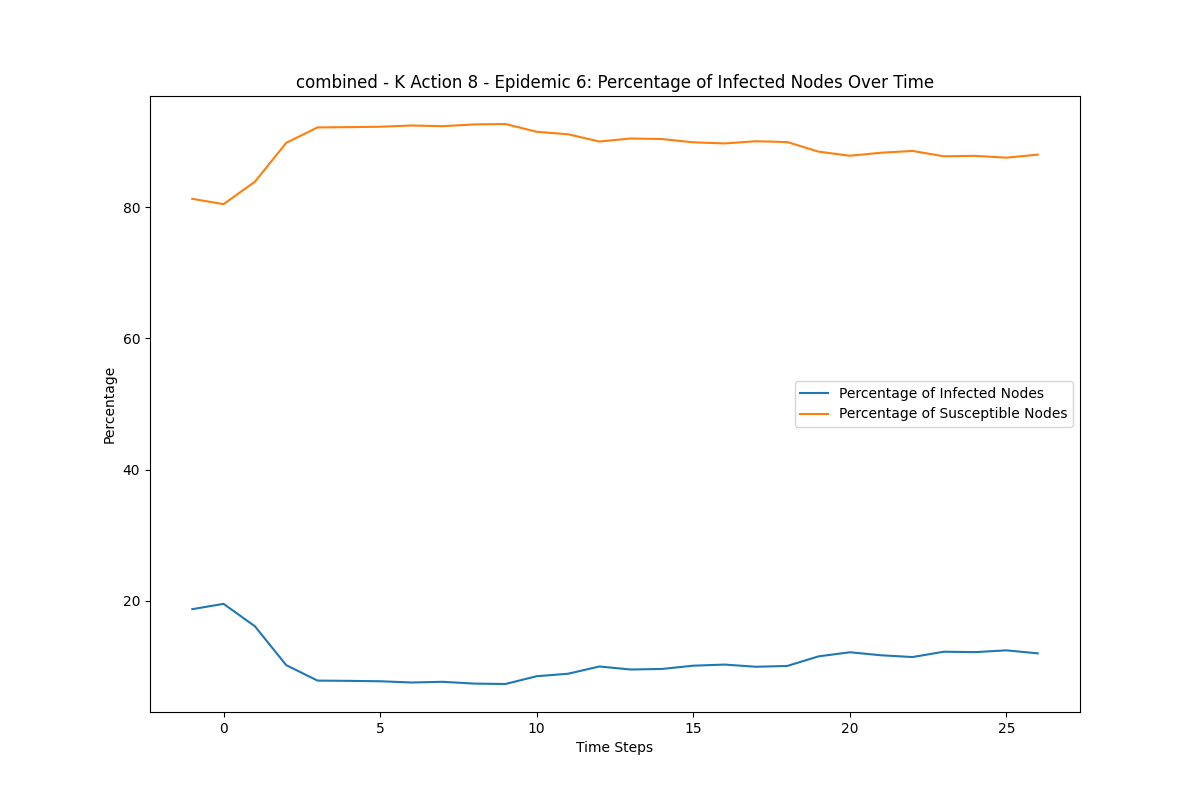 combined - K Action 8 - Epidemic 6: Percentage of Infected Nodes Over Time
Percentage
80
60
40
20
Percentage of Infected Nodes
Percentage of Susceptible Nodes
0 5 10 15 20 25
Time Steps